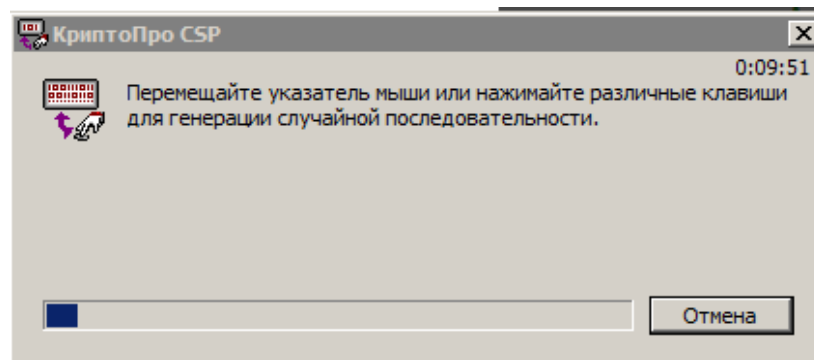 КриптоПро CSP
0:09:51
Перемещайте указатель мыши или нажимайте различные клавиши
для генерации случайной последовательности.
Отмена